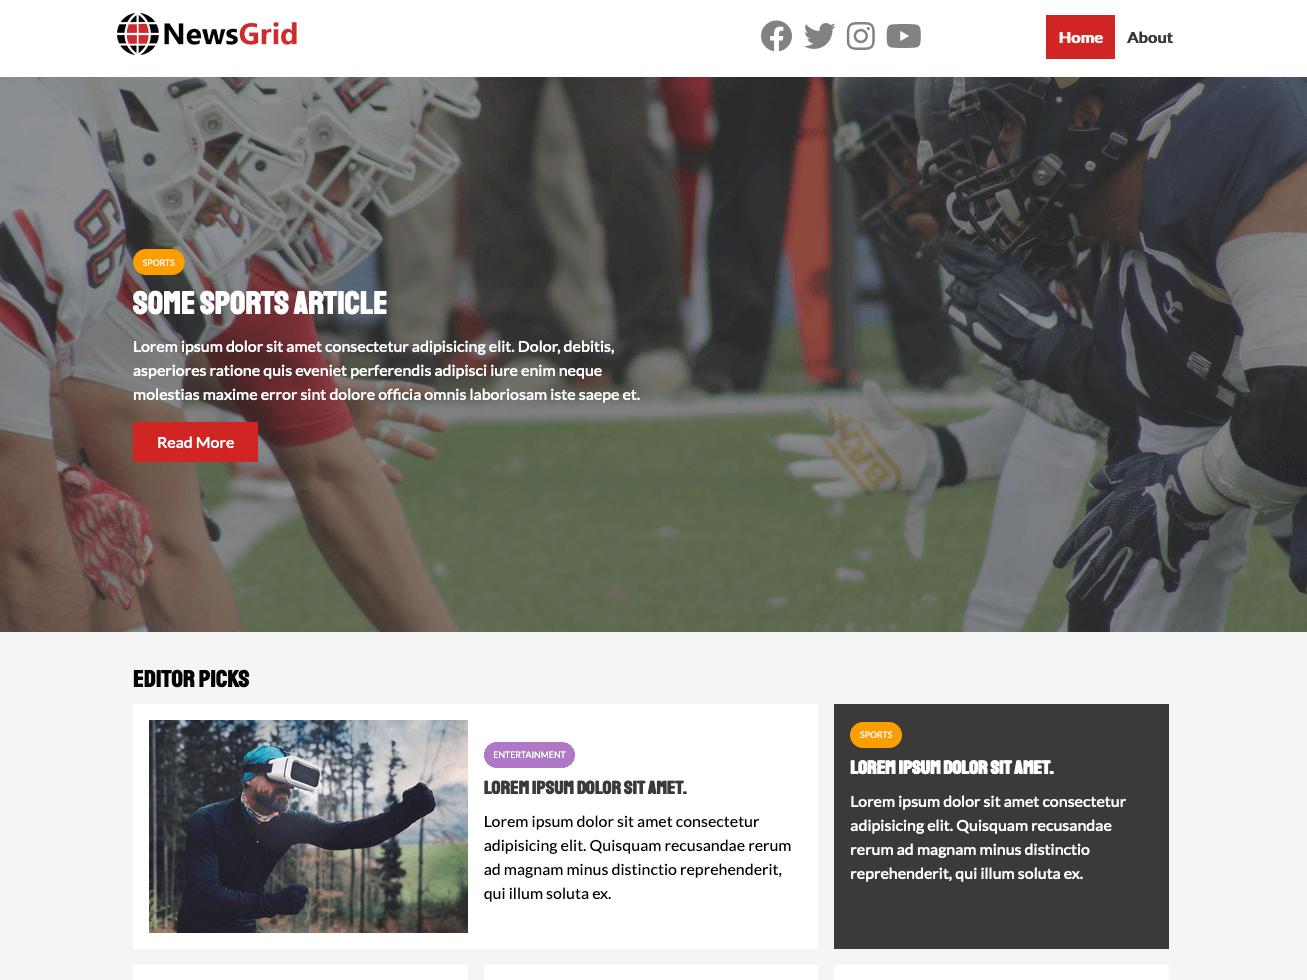 NewsGrid
Home
About
SPORTS
SOME SPORTS ARTICLE
Lorem ipsum dolor sit amet consectetur adipisicing elit. Dolor, debitis,
asperiores ratione quis eveniet perferendis adipisci iure enim neque
molestias maxime error sint dolore officia omnis laboriosam iste saepe et.
Read More
EDITOR PICKS
ENTERTAINMENT
LOREM IPSUM DOLOR SIT AMET.
Lorem ipsum dolor sit amet consectetur
adipisicing elit. Quisquam recusandae rerum
ad magnam minus distinctio reprehenderit,
qui illum soluta ex.
SPORTS
LOREM IPSUM DOLOR SIT AMET.
Lorem ipsum dolor sit amet consectetur
adipisicing elit. Quisquam recusandae
rerum ad magnam minus distinctio
reprehenderit, qui illum soluta ex.